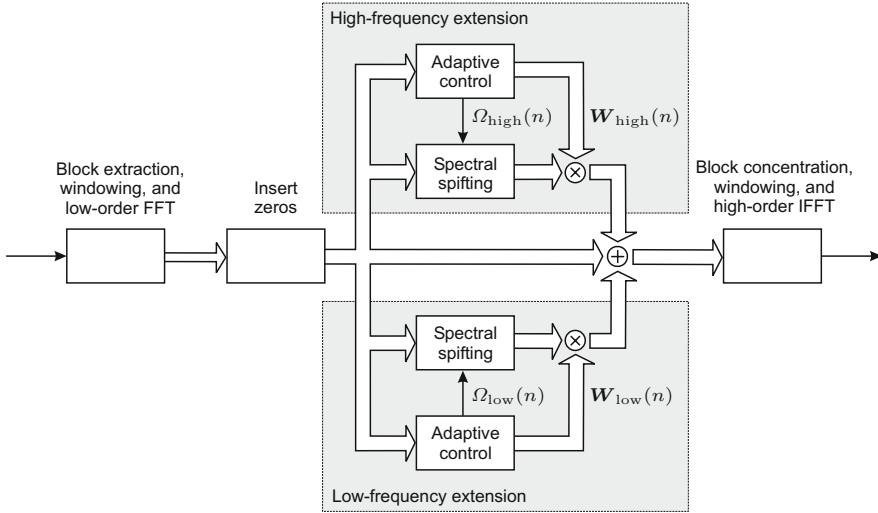 High-frequency extension
Adaptive
control
Ω_high(n)
W_high(n)
Block extraction,
windowing, and
low-order FFT
Insert
zeros
Spectral
spifting
Block concentration,
windowing, and
high-order IFFT
Spectral
spifting
Ω_low(n)
W_low(n)
Adaptive
control
Low-frequency extension